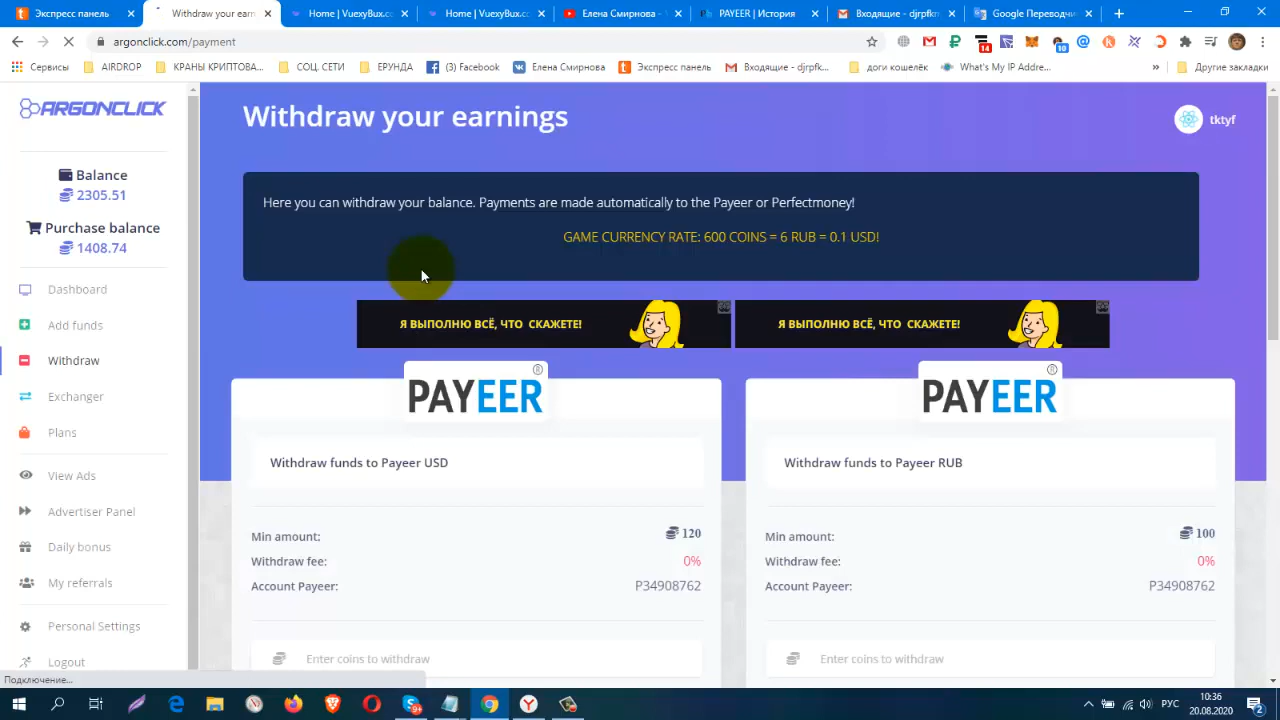 Экспресс панель
Withdraw your earn
Home | VuexyBux.c
Home | VuexyBux.co
Елена Смирнова -
PAYEER | История
Входящие - djrpfkm
Google Переводчи
argonclick.com/payment
14
10
Сервисы
AIRDROP
КРАНЫ КРИПТОВА...
СОЦ. СЕТИ
ЕРУНДА
(3) Facebook
Елена Смирнова
Экспресс панель
Входящие - djrpfk...
доги кошелёк
What's My IP Addre...
»
Другие закладки
ARGONCLICK
Withdraw your earnings
tktyf
Balance
2305.51
Purchase balance
1408.74
Here you can withdraw your balance. Payments are made automatically to the Payeer or Perfectmoney!
GAME CURRENCY RATE: 600 COINS = 6 RUB = 0.1 USD!
Dashboard
Add funds
Withdraw
Exchanger
Plans
View Ads
Advertiser Panel
Daily bonus
My referrals
Personal Settings
Logout
Я ВЫПОЛНЮ ВСЁ, ЧТО СКАЖЕТЕ!
Я ВЫПОЛНЮ ВСЁ, ЧТО СКАЖЕТЕ!
PAYEER®
Withdraw funds to Payeer USD
Min amount: 120
Withdraw fee: 0%
Account Payeer: P34908762
Enter coins to withdraw
PAYEER®
Withdraw funds to Payeer RUB
Min amount: 100
Withdraw fee: 0%
Account Payeer: P34908762
Enter coins to withdraw
Подключение...
РУС
10:36
20.08.2020